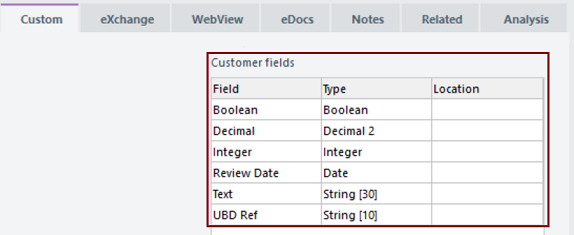 Custom eXchange WebView eDocs Notes Related Analysis
Customer fields
Field Type Location
Boolean Boolean
Decimal Decimal 2
Integer Integer
Review Date Date
Text String [30]
UBD Ref String [10]